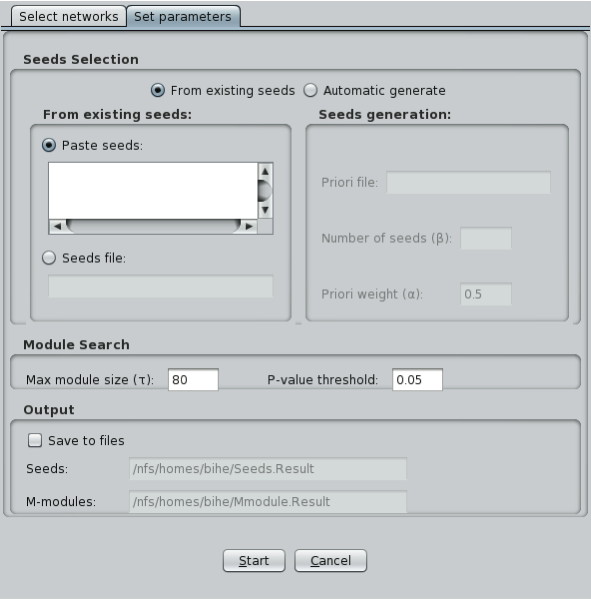 Select networks Set parameters
Seeds Selection
From existing seeds Automatic generate
From existing seeds: Seeds generation:
Paste seeds:
Priori file:
Number of seeds (β):
Seeds file:
Priori weight (α): 0.5
Module Search
Max module size (τ): 80 P-value threshold: 0.05
Output
Save to files
Seeds: /nfs/homes/bihe/Seeds.Result
M-modules: /nfs/homes/bihe/Mmodule.Result
Start Cancel